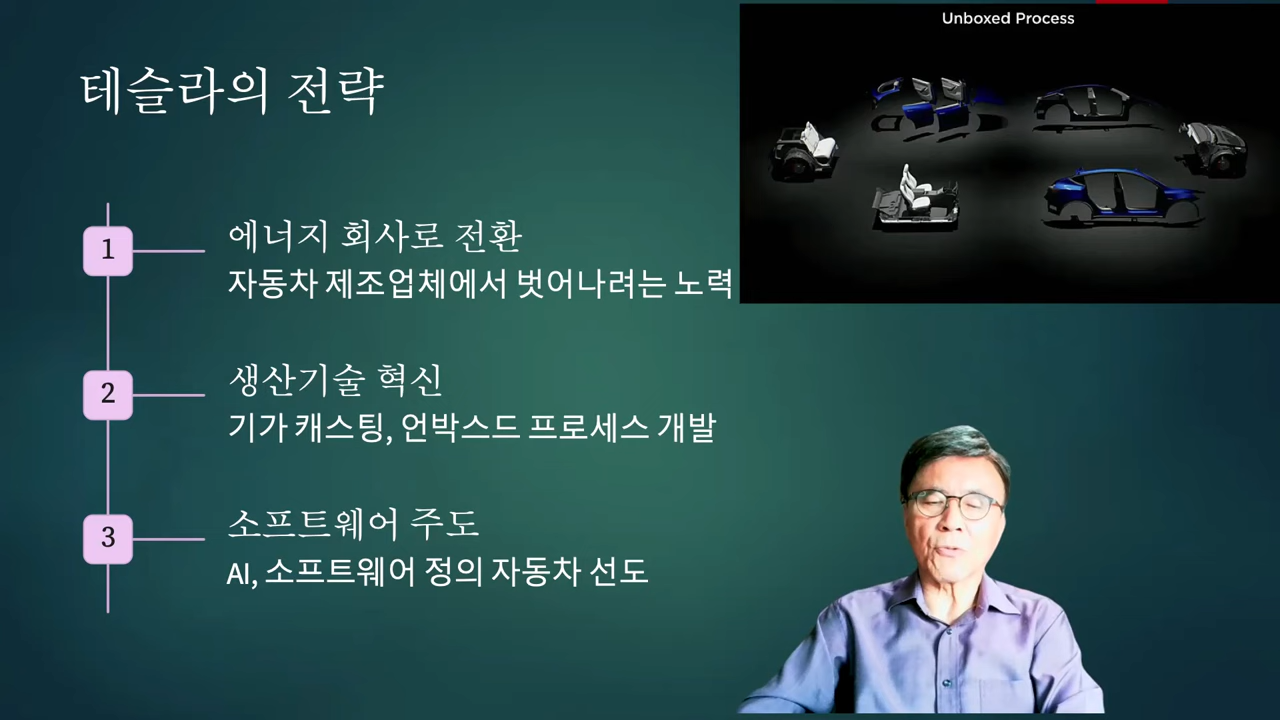 Unboxed Process
테슬라의 전략
1
에너지 회사로 전환
자동차 제조업체에서 벗어나려는 노력
2
생산기술 혁신
기가 캐스팅, 언박스드 프로세스 개발
3
소프트웨어 주도
AI, 소프트웨어 정의 자동차 선도